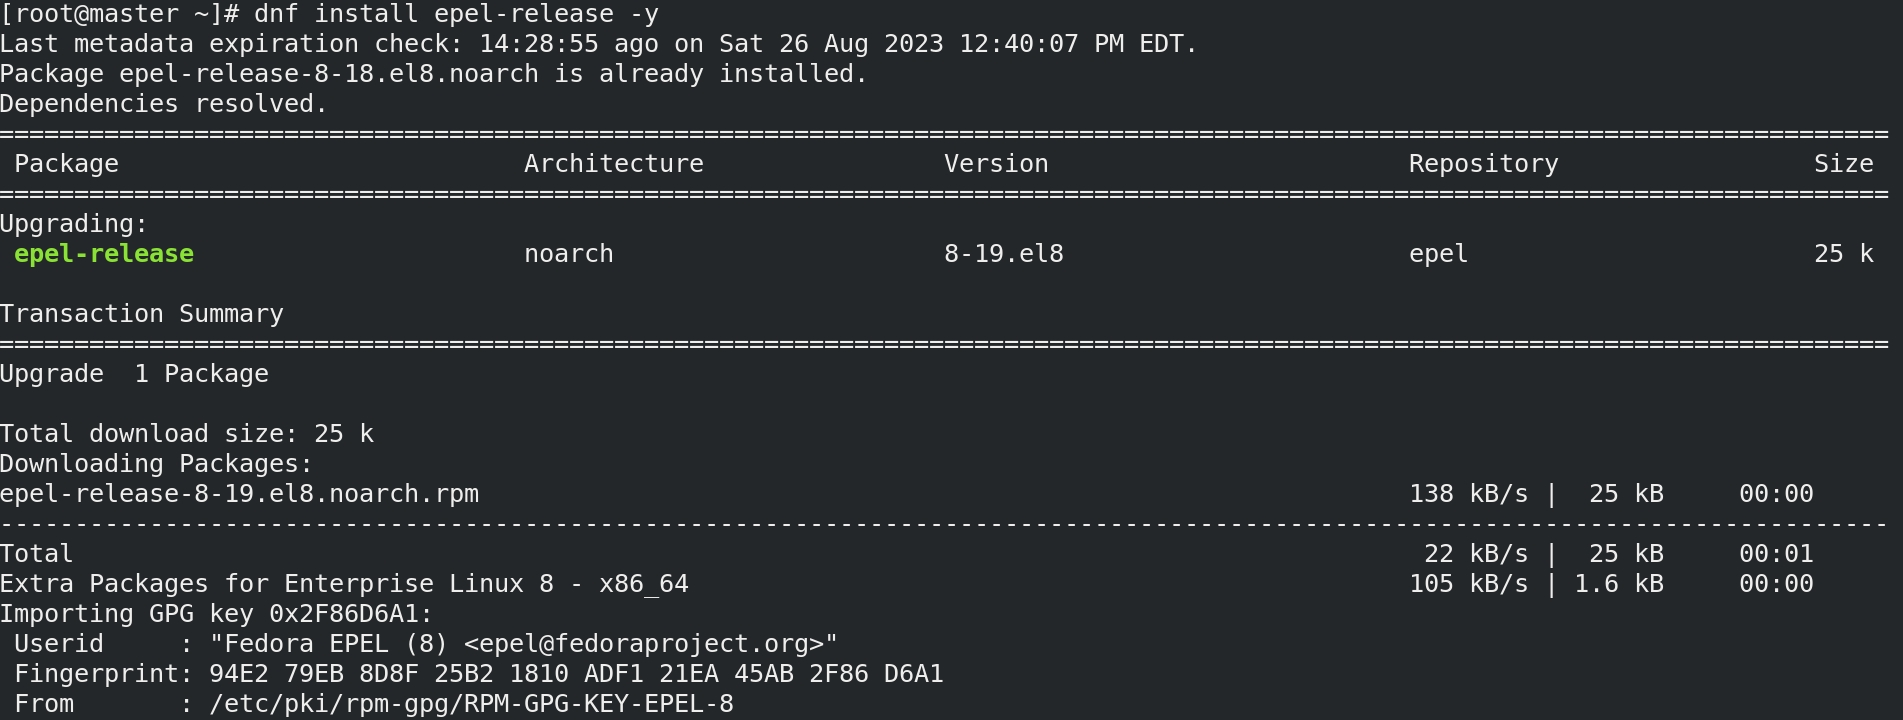 [root@master ~]# dnf install epel-release -y
Last metadata expiration check: 14:28:55 ago on Sat 26 Aug 2023 12:40:07 PM EDT.
Package epel-release-8-18.el8.noarch is already installed.
Dependencies resolved.
==============================================================================================================================
 Package                           Architecture                Version                        Repository                 Size
==============================================================================================================================
Upgrading:
 epel-release                      noarch                      8-19.el8                       epel                       25 k

Transaction Summary
==============================================================================================================================
Upgrade  1 Package

Total download size: 25 k
Downloading Packages:
epel-release-8-19.el8.noarch.rpm                                                              138 kB/s |  25 kB     00:00
------------------------------------------------------------------------------------------------------------------------------
Total                                                                                          22 kB/s |  25 kB     00:01
Extra Packages for Enterprise Linux 8 - x86_64                                                105 kB/s | 1.6 kB     00:00
Importing GPG key 0x2F86D6A1:
 Userid     : "Fedora EPEL (8) <epel@fedoraproject.org>"
 Fingerprint: 94E2 79EB 8D8F 25B2 1810 ADF1 21EA 45AB 2F86 D6A1
 From       : /etc/pki/rpm-gpg/RPM-GPG-KEY-EPEL-8